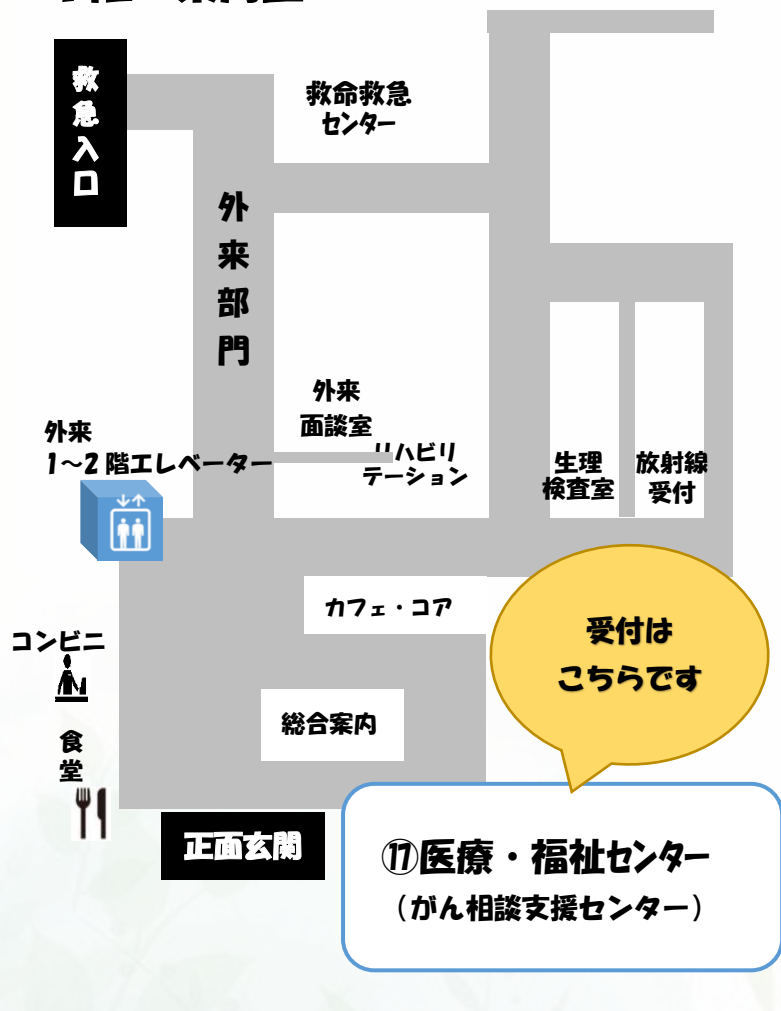 救急入口
救命救急
センター
外来部門
外来
面談室
リハビリ
テーション
外来
1～2階エレベーター
生理
検査室
放射線
受付
カフェ・コア
受付は
こちらです
コンビニ
食堂
総合案内
正面玄関
⑰医療・福祉センター
（がん相談支援センター）